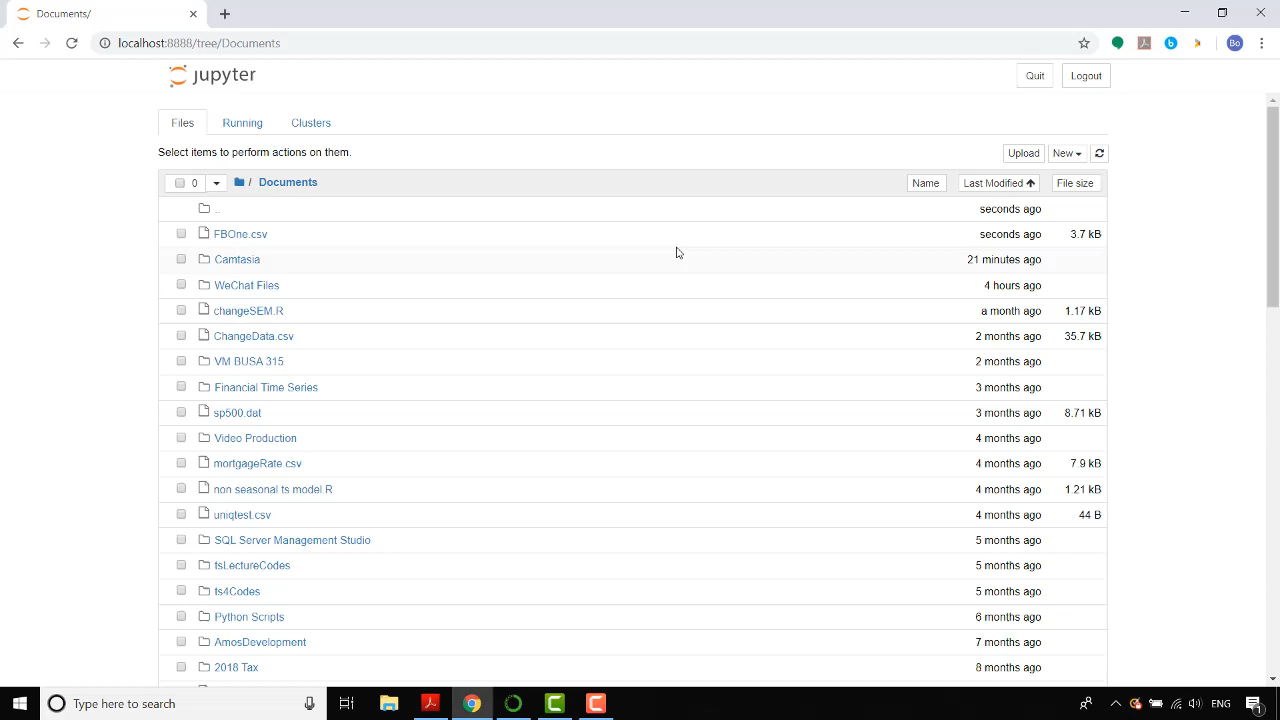 Documents/
localhost:8888/tree/Documents
Bo
jupyter
Quit
Logout
Files
Running
Clusters
Select items to perform actions on them.
Upload
New
0
/
Documents
Name
Last Modified
File size
..
seconds ago
FBOne.csv
seconds ago
3.7 kB
Camtasia
21 minutes ago
WeChat Files
4 hours ago
changeSEM.R
a month ago
1.17 kB
ChangeData.csv
2 months ago
35.7 kB
VM BUSA 315
2 months ago
Financial Time Series
3 months ago
sp500.dat
3 months ago
8.71 kB
Video Production
4 months ago
mortgageRate.csv
4 months ago
7.9 kB
non seasonal ts model.R
4 months ago
1.21 kB
uniqtest.csv
4 months ago
44 B
SQL Server Management Studio
5 months ago
tsLectureCodes
5 months ago
ts4Codes
5 months ago
Python Scripts
6 months ago
AmosDevelopment
7 months ago
2018 Tax
8 months ago
Type here to search
ENG
1